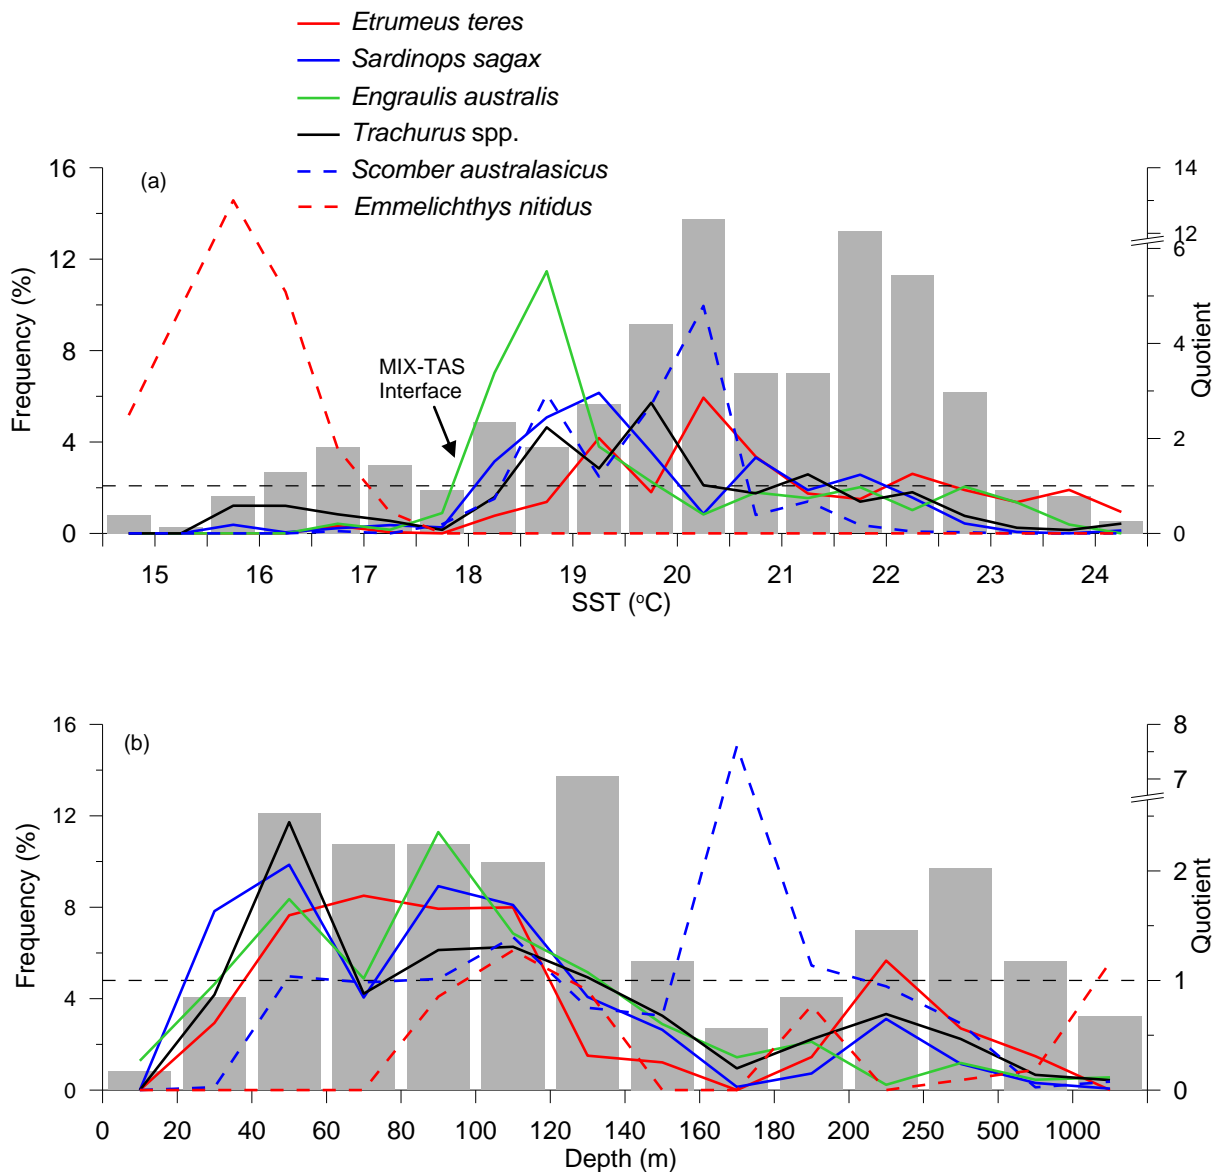 Etrumeus teres
Sardinops sagax
Engraulis australis
Trachurus spp.
Scomber australasicus
Emmelichthys nitidus
(a)
16
12
8
4
0
Frequency (%)
14
12
6
4
2
0
Quotient
MIX-TAS
Interface
15 16 17 18 19 20 21 22 23 24
SST (°C)
(b)
16
12
8
4
0
Frequency (%)
8
7
2
1
0
Quotient
0 20 40 60 80 100 120 140 160 180 200 250 500 1000
Depth (m)